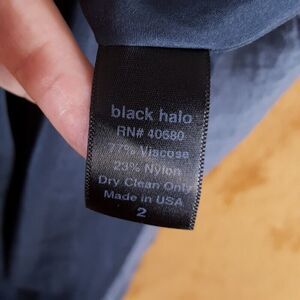 black halo
RN# 40680
77% Viscose
23% Nylon
Dry Clean Only
Made in USA
2